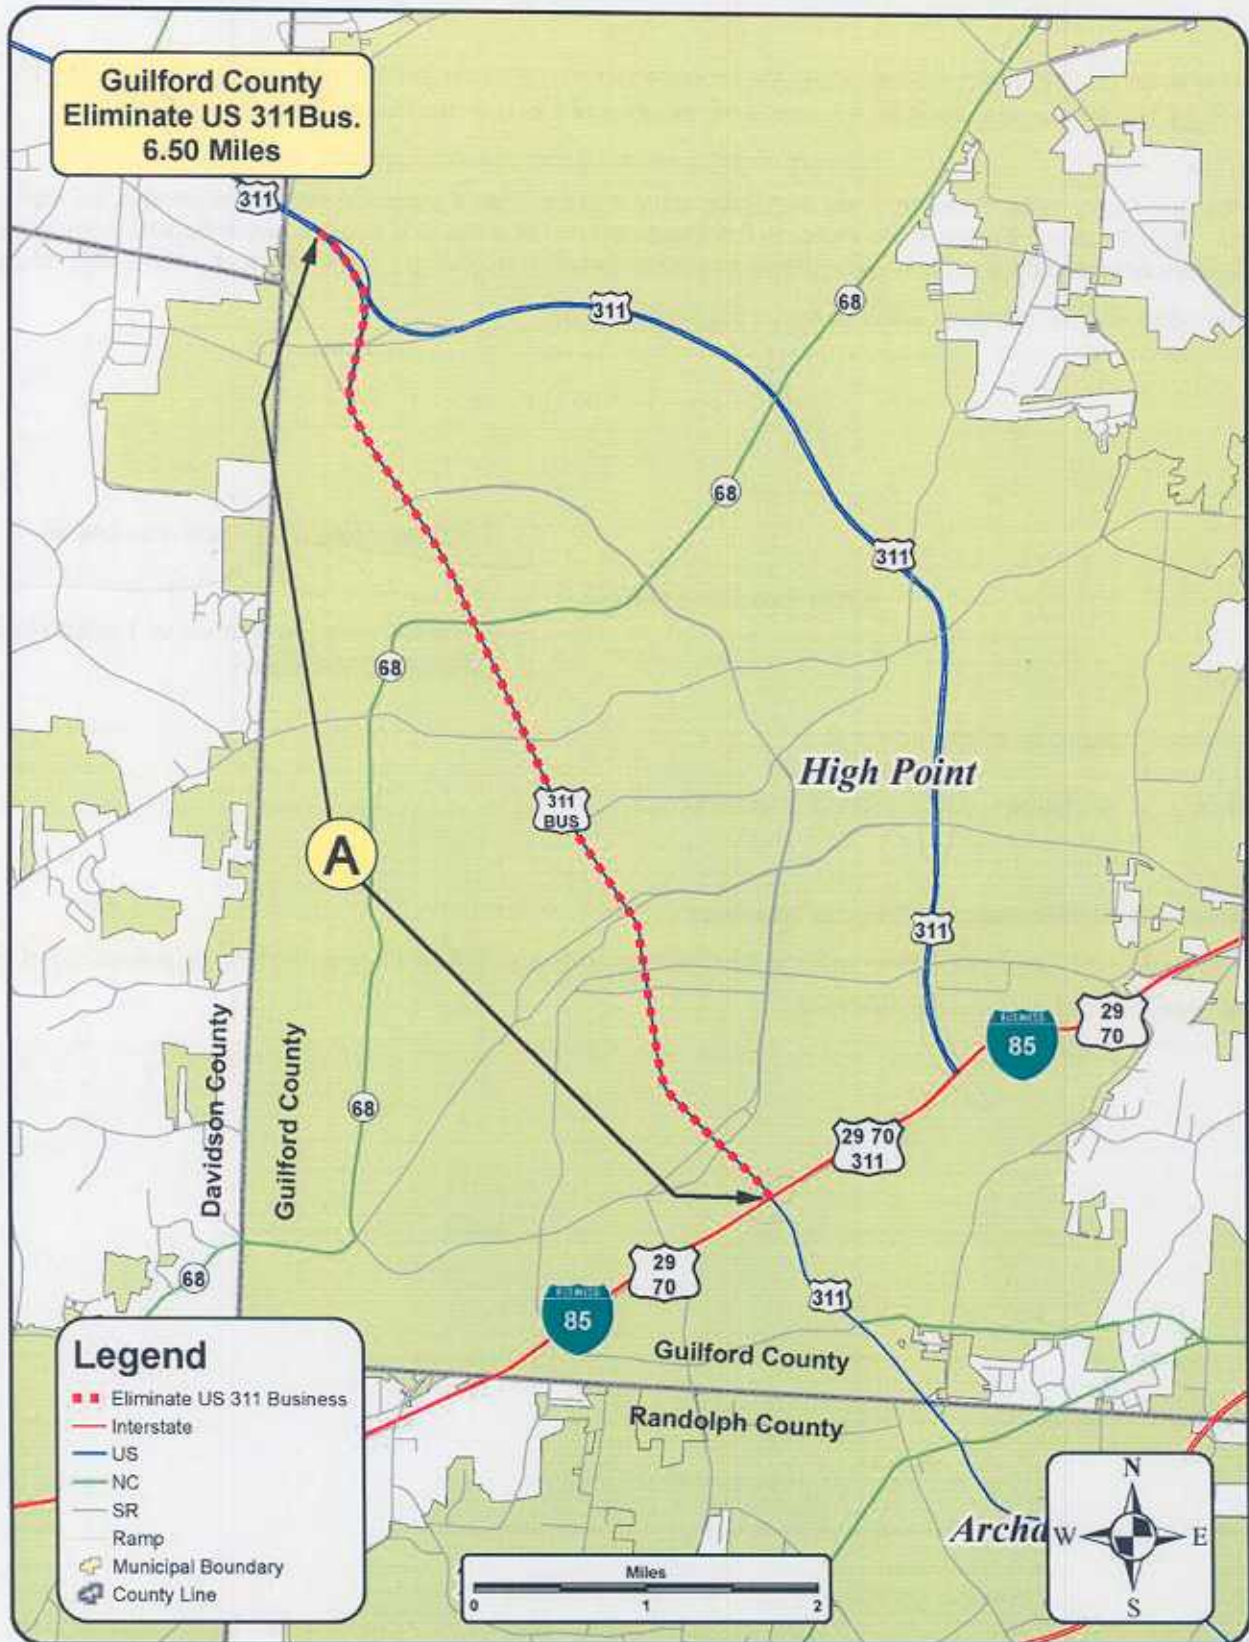 Guilford County
Eliminate US 311Bus.
6.50 Miles
311
311
68
68
311
68
High Point
311
BUS
A
311
29
70
BUSINESS
85
Davidson County
Guilford County
68
29 70
311
29
70
68
311
BUSINESS
85
Guilford County
Randolph County
Legend
Eliminate US 311 Business
Interstate
US
NC
SR
Ramp
Municipal Boundary
County Line
Miles
0 1 2
Archd
N
W E
S